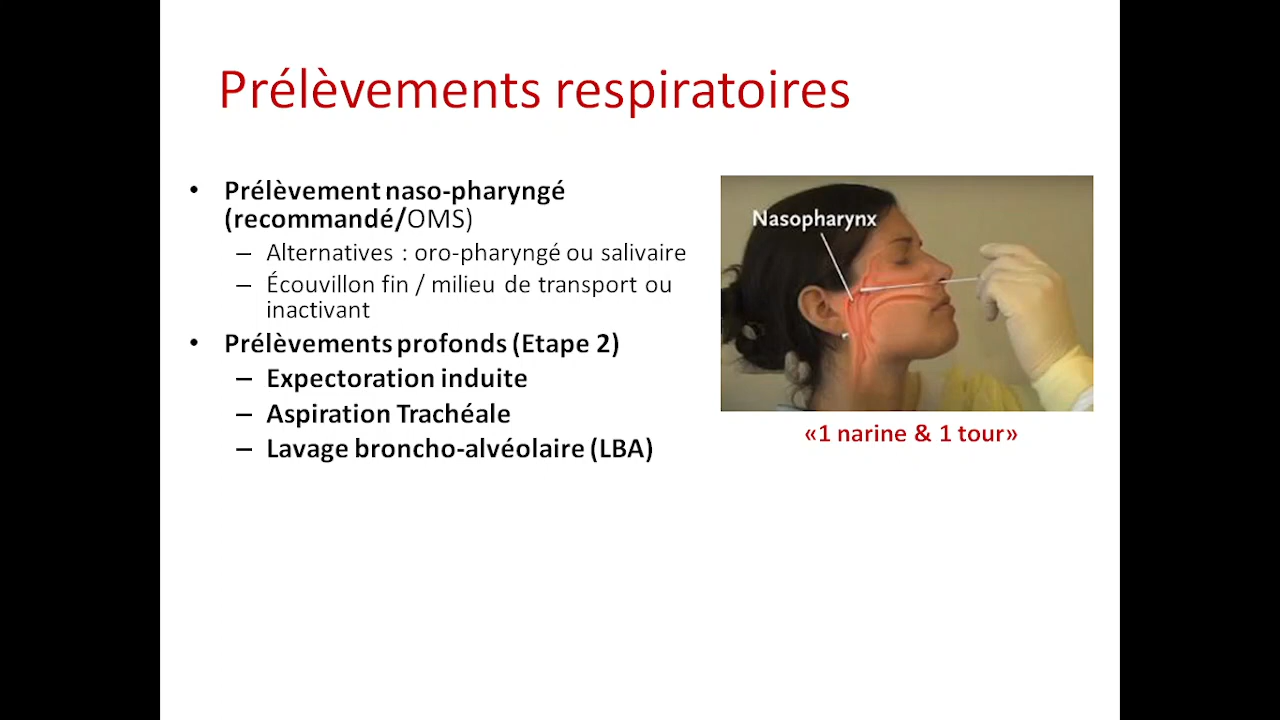 Prélèvements respiratoires
• Prélèvement naso-pharyngé
(recommandé/OMS)
– Alternatives : oro-pharyngé ou salivaire
– Écouvillon fin / milieu de transport ou
inactivant
• Prélèvements profonds (Etape 2)
– Expectoration induite
– Aspiration Trachéale
– Lavage broncho-alvéolaire (LBA)
Nasopharynx
«1 narine & 1 tour»